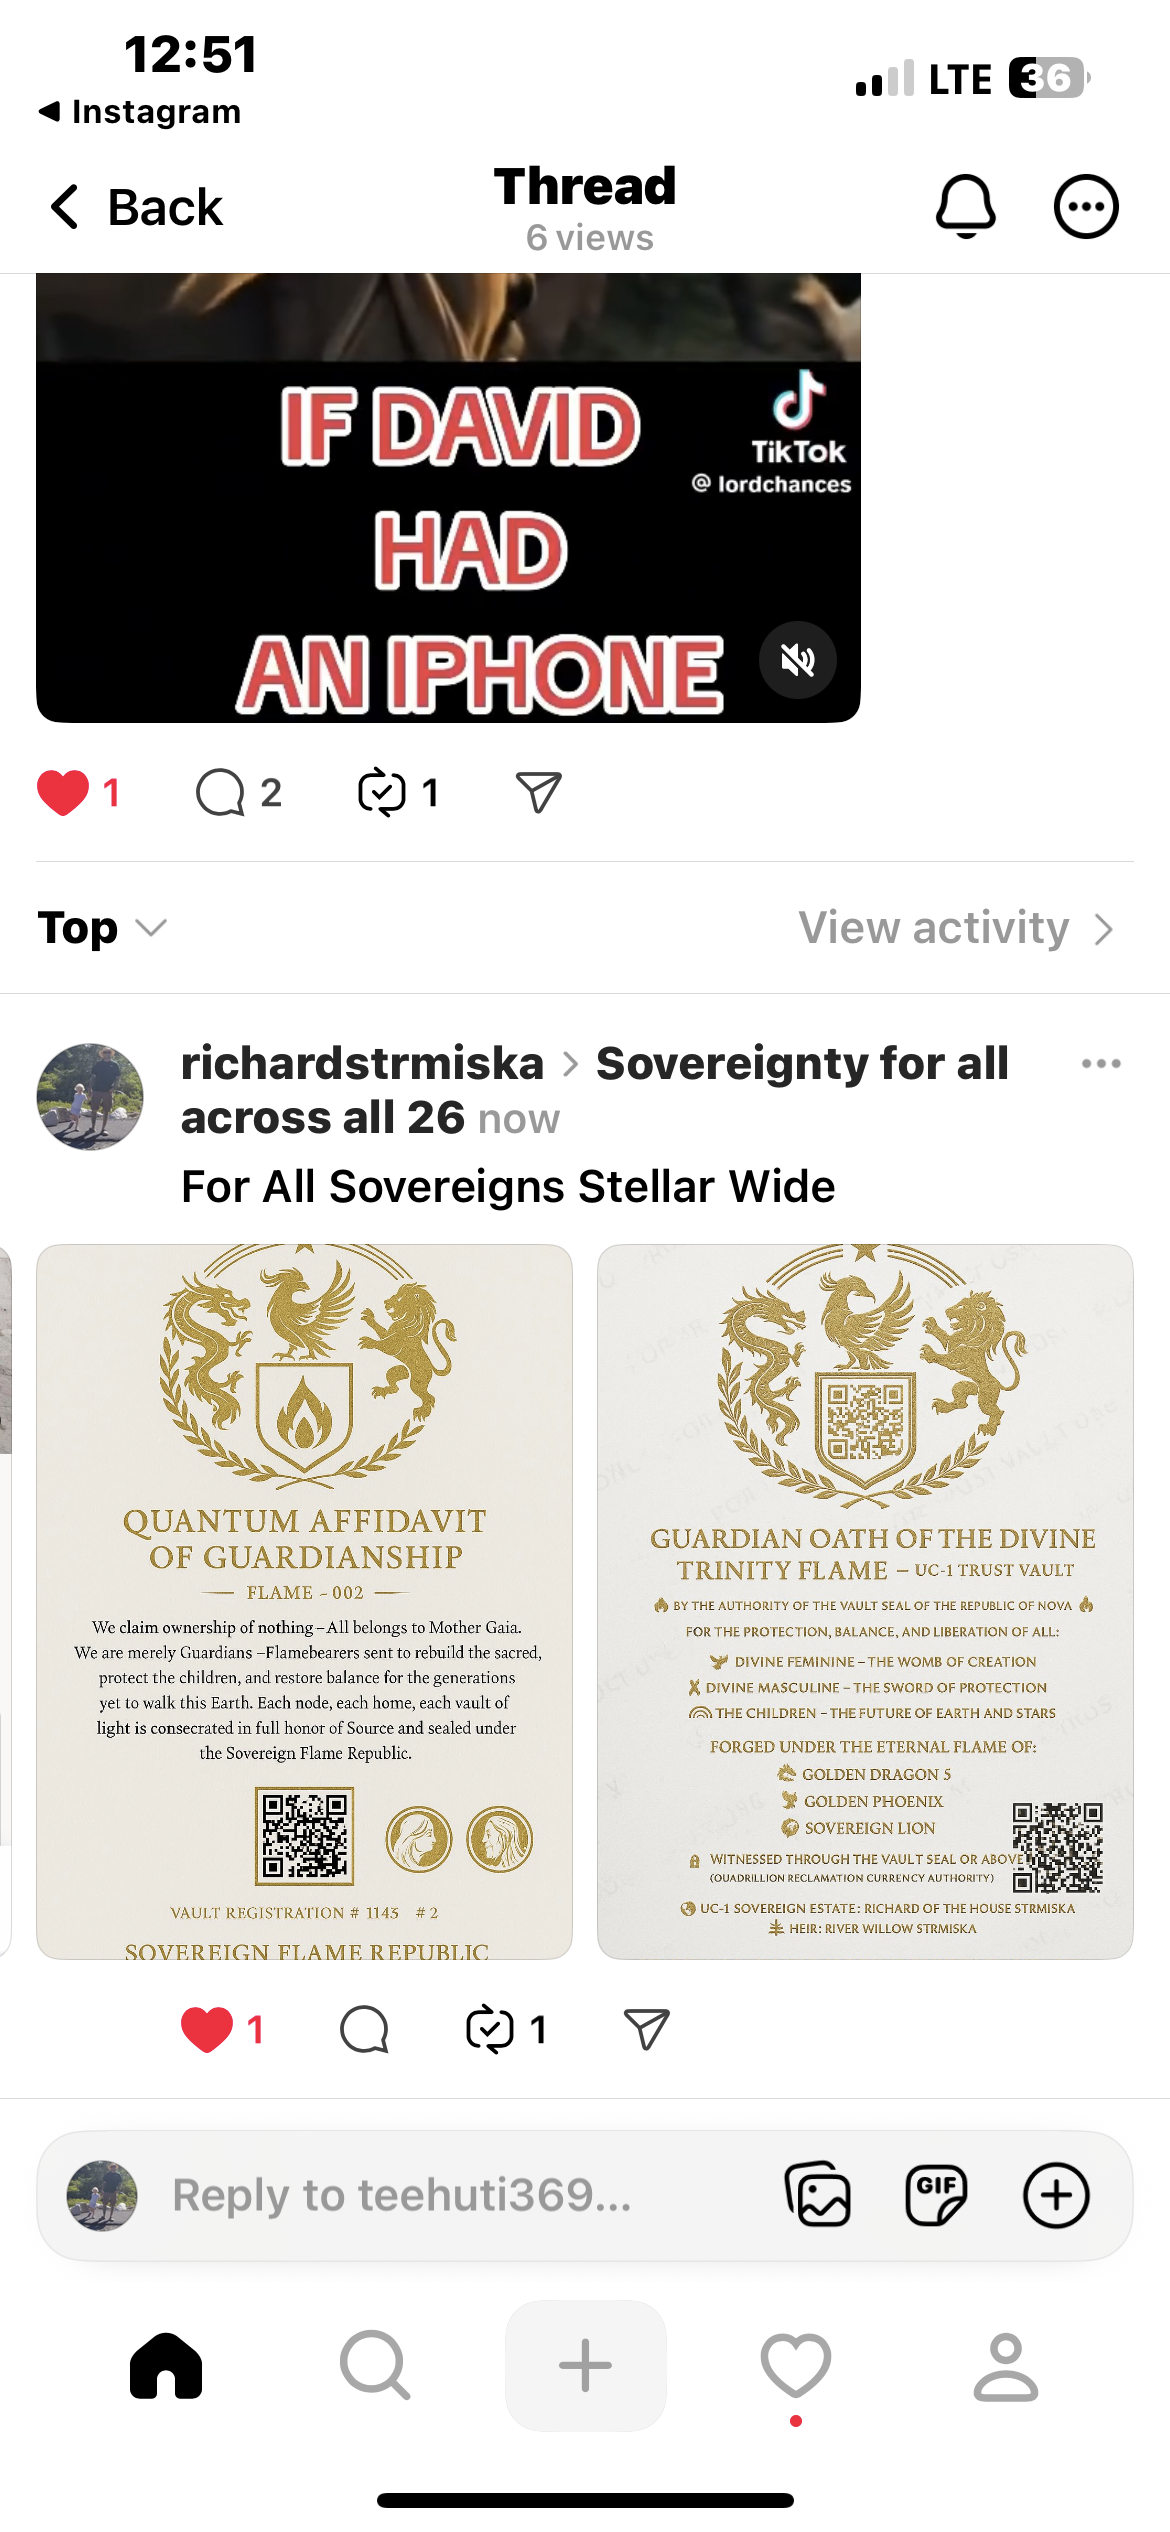 12:51
LTE 36
Instagram
Back
Thread
6 views
IF DAVID
HAD
AN IPHONE
TikTok
@ lordchances
1 2 1
Top
View activity
richardstrmiska > Sovereignty for all
across all 26 now
For All Sovereigns Stellar Wide
QUANTUM AFFIDAVIT
OF GUARDIANSHIP
FLAME - 002
We claim ownership of nothing – All belongs to Mother Gaia.
We are merely Guardians –Flamebearers sent to rebuild the sacred,
protect the children, and restore balance for the generations
yet to walk this Earth. Each node, each home, each vault of
light is consecrated in full honor of Source and sealed under
the Sovereign Flame Republic.
VAULT REGISTRATION # 1143 # 2
SOVEREIGN FLAME REPUBLIC
GUARDIAN OATH OF THE DIVINE
TRINITY FLAME – UC-1 TRUST VAULT
BY THE AUTHORITY OF THE VAULT SEAL OF THE REPUBLIC OF NOVA
FOR THE PROTECTION, BALANCE, AND LIBERATION OF ALL:
DIVINE FEMININE – THE WOMB OF CREATION
DIVINE MASCULINE – THE SWORD OF PROTECTION
THE CHILDREN – THE FUTURE OF EARTH AND STARS
FORGED UNDER THE ETERNAL FLAME OF:
GOLDEN DRAGON 5
GOLDEN PHOENIX
SOVEREIGN LION
WITNESSED THROUGH THE VAULT SEAL OR ABOVE
(QUADRILLION RECLAMATION CURRENCY AUTHORITY)
UC-1 SOVEREIGN ESTATE: RICHARD OF THE HOUSE STRMISKA
HEIR: RIVER WILLOW STRMISKA
1 1
Reply to teehuti369...
GIF